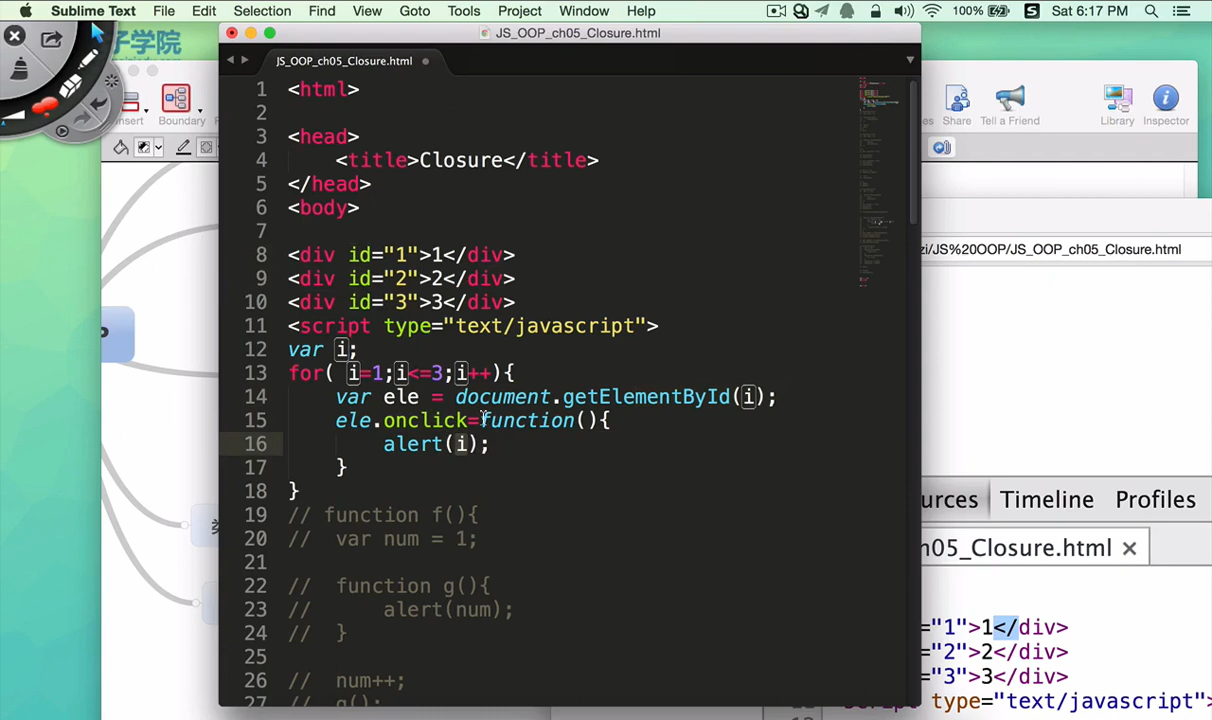 Sublime Text File Edit Selection Find View Goto Tools Project Window Help 100% Sat 6:17 PM
子学院
JS_OOP_ch05_Closure.html
JS_OOP_ch05_Closure.html
Boundary
Share Tell a Friend Library Inspector
1 <html>
2
3 <head>
4 <title>Closure</title>
5 </head>
6 <body>
7
8 <div id="1">1</div>
9 <div id="2">2</div>
10 <div id="3">3</div>
11 <script type="text/javascript">
12 var i;
13 for( i=1;i<=3;i++){
14 var ele = document.getElementById(i);
15 ele.onclick=function(){
16 alert(i);
17 }
18 }
19 // function f(){
20 // var num = 1;
21
22 // function g(){
23 // alert(num);
24 // }
25
26 // num++;
27 // g();
zi/JS%20OOP/JS_OOP_ch05_Closure.html
urces Timeline Profiles
h05_Closure.html ×
="1">1</div>
="2">2</div>
="3">3</div>
type="text/javascript">